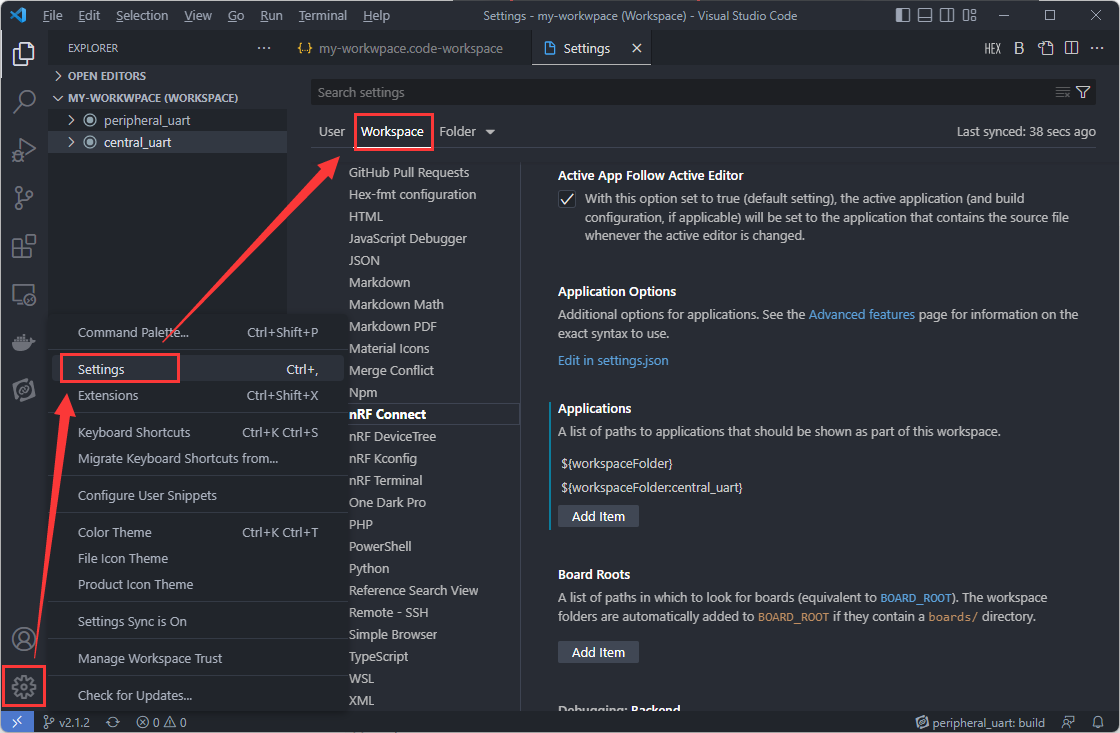 File Edit Selection View Go Run Terminal Help
Settings - my-workwpace (Workspace) - Visual Studio Code
EXPLORER
my-workwpace.code-workspace
Settings
HEX
B
OPEN EDITORS
MY-WORKWPACE (WORKSPACE)
peripheral_uart
central_uart
Search settings
User Workspace Folder
Last synced: 38 secs ago
GitHub Pull Requests
Hex-fmt configuration
HTML
JavaScript Debugger
JSON
Markdown
Markdown Math
Markdown PDF
Material Icons
Merge Conflict
Npm
nRF Connect
nRF DeviceTree
nRF Kconfig
nRF Terminal
One Dark Pro
PHP
PowerShell
Python
Reference Search View
Remote - SSH
Simple Browser
TypeScript
WSL
XML
Active App Follow Active Editor
With this option set to true (default setting), the active application (and build
configuration, if applicable) will be set to the application that contains the source file
whenever the active editor is changed.
Application Options
Additional options for applications. See the Advanced features page for information on the
exact syntax to use.
Edit in settings.json
Applications
A list of paths to applications that should be shown as part of this workspace.
${workspaceFolder}
${workspaceFolder:central_uart}
Add Item
Board Roots
A list of paths in which to look for boards (equivalent to BOARD_ROOT). The workspace
folders are automatically added to BOARD_ROOT if they contain a boards/ directory.
Add Item
Debugging: Backend
Command Palette... Ctrl+Shift+P
Settings Ctrl+,
Extensions Ctrl+Shift+X
Keyboard Shortcuts Ctrl+K Ctrl+S
Migrate Keyboard Shortcuts from...
Configure User Snippets
Color Theme Ctrl+K Ctrl+T
File Icon Theme
Product Icon Theme
Settings Sync is On
Manage Workspace Trust
Check for Updates...
v2.1.2
0 0
peripheral_uart: build